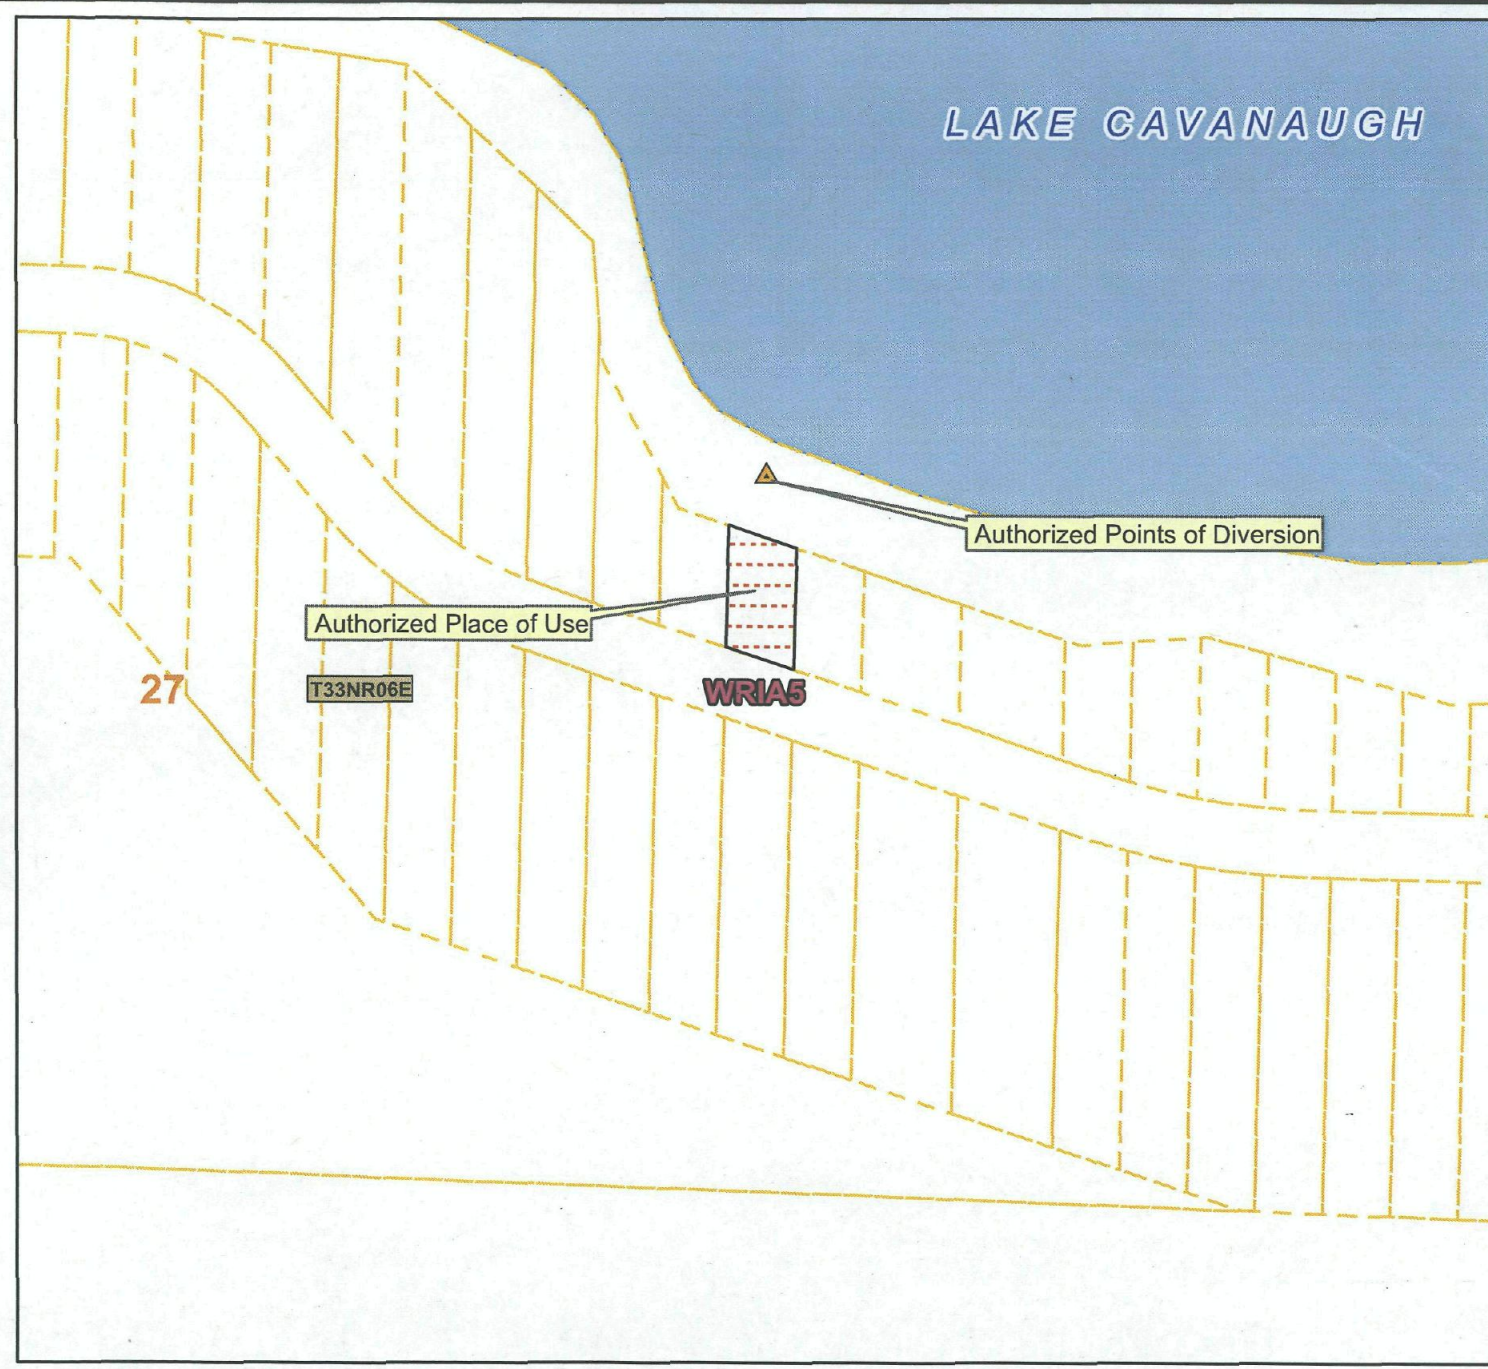 LAKE CAVANAUGH
Authorized Points of Diversion
Authorized Place of Use
27
T33NR06E
WRIA5